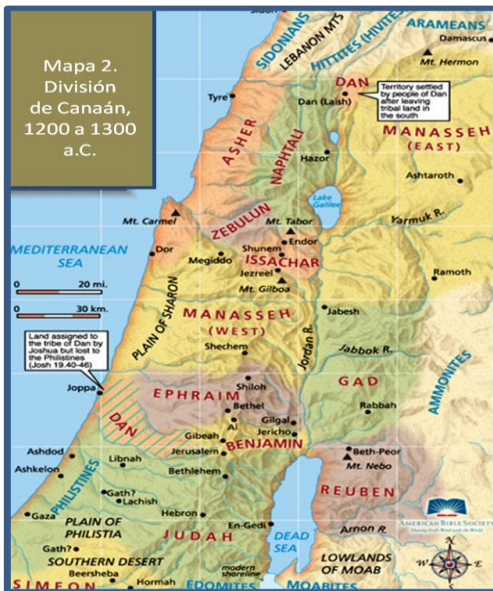 Mapa 2.
División
de Canaán,
1200 a 1300
a.C.
SIDONIANS
LEBANON MTS
HITTITES (HIVITES)
ARAMEANS
Damascus
Mt. Hermon
Tyre
DAN
Dan (Laish)
Territory settled
by people of Dan
after leaving
tribal land in
the south
ASHER
NAPHTALI
MANASSEH
(EAST)
Hazor
Ashtaroth
Lake
Galilee
Mt. Carmel
ZEBULUN
Mt. Tabor
Yarmuk R.
MEDITERRANEAN
SEA
Dor
Endor
Shunem
Megiddo
ISSACHAR
Jezreel
Mt. Gilboa
Ramoth
0 20 mi.
0 30 km.
PLAIN OF SHARON
MANASSEH
(WEST)
Jabesh
Jordan R.
Land assigned to
the tribe of Dan by
Joshua but lost to
the Philistines
(Josh 19.40-46)
Shechem
Jabbok R.
AMMONITES
Joppa
EPHRAIM
Shiloh
GAD
Bethel
Ai
Rabbah
DAN
Gilgal
Gibeah
BENJAMIN
Jericho
Ashdod
Libnah
Jerusalem
Beth-Peor
Mt. Nebo
Ashkelon
PHILISTINES
Bethlehem
Gath?
Lachish
REUBEN
Gaza
Hebron
En-Gedi
PLAIN OF
PHILISTIA
JUDAH
DEAD
SEA
Arnon R.
AMERICAN BIBLE SOCIETY
Gath?
SOUTHERN DESERT
LOWLANDS
OF MOAB
N
W E
S
Beersheba
modern
shoreline
SIMEON
Hormah
EDOMITES
MOABITES